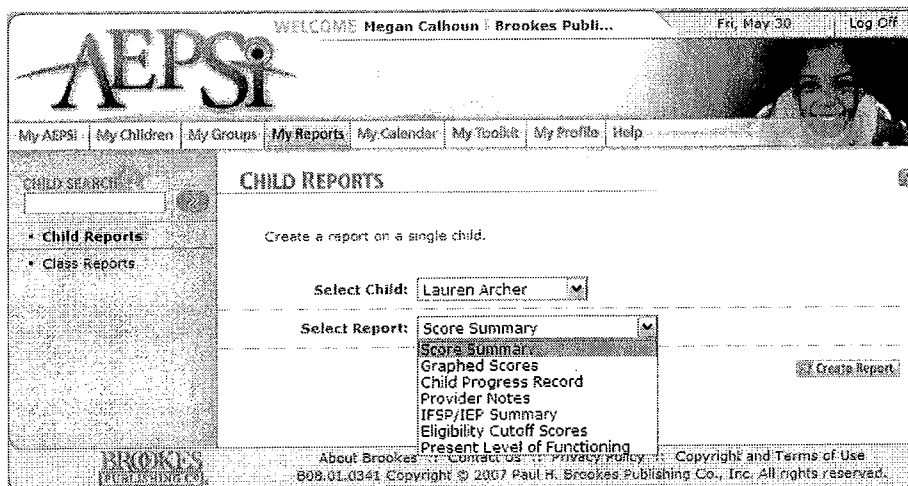 WELCOME Megan Calhoun Brookes Publi...
Fri, May 30
Log Off
AEPSi
My AEPSi
My Children
My Groups
My Reports
My Calendar
My Toolkit
My Profile
Help
CHILD SEARCH
• Child Reports
• Class Reports
CHILD REPORTS
Create a report on a single child.
Select Child: Lauren Archer
Select Report: Score Summary
Score Summary
Graphed Scores
Child Progress Record
Provider Notes
IFSP/IEP Summary
Eligibility Cutoff Scores
Present Level of Functioning
Create Report
BROOKES
PUBLISHING CO.
About Brookes :: Contact Us :: Privacy Policy :: Copyright and Terms of Use
B08.01.0341 Copyright © 2007 Paul H. Brookes Publishing Co., Inc. All rights reserved.